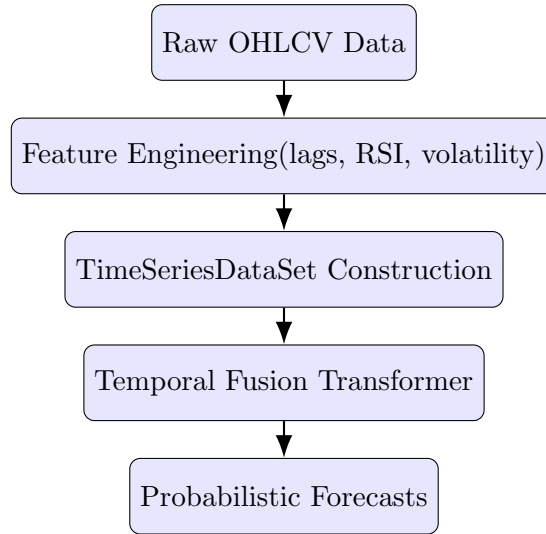 Raw OHLCV Data
Feature Engineering(lags, RSI, volatility)
TimeSeriesDataSet Construction
Temporal Fusion Transformer
Probabilistic Forecasts